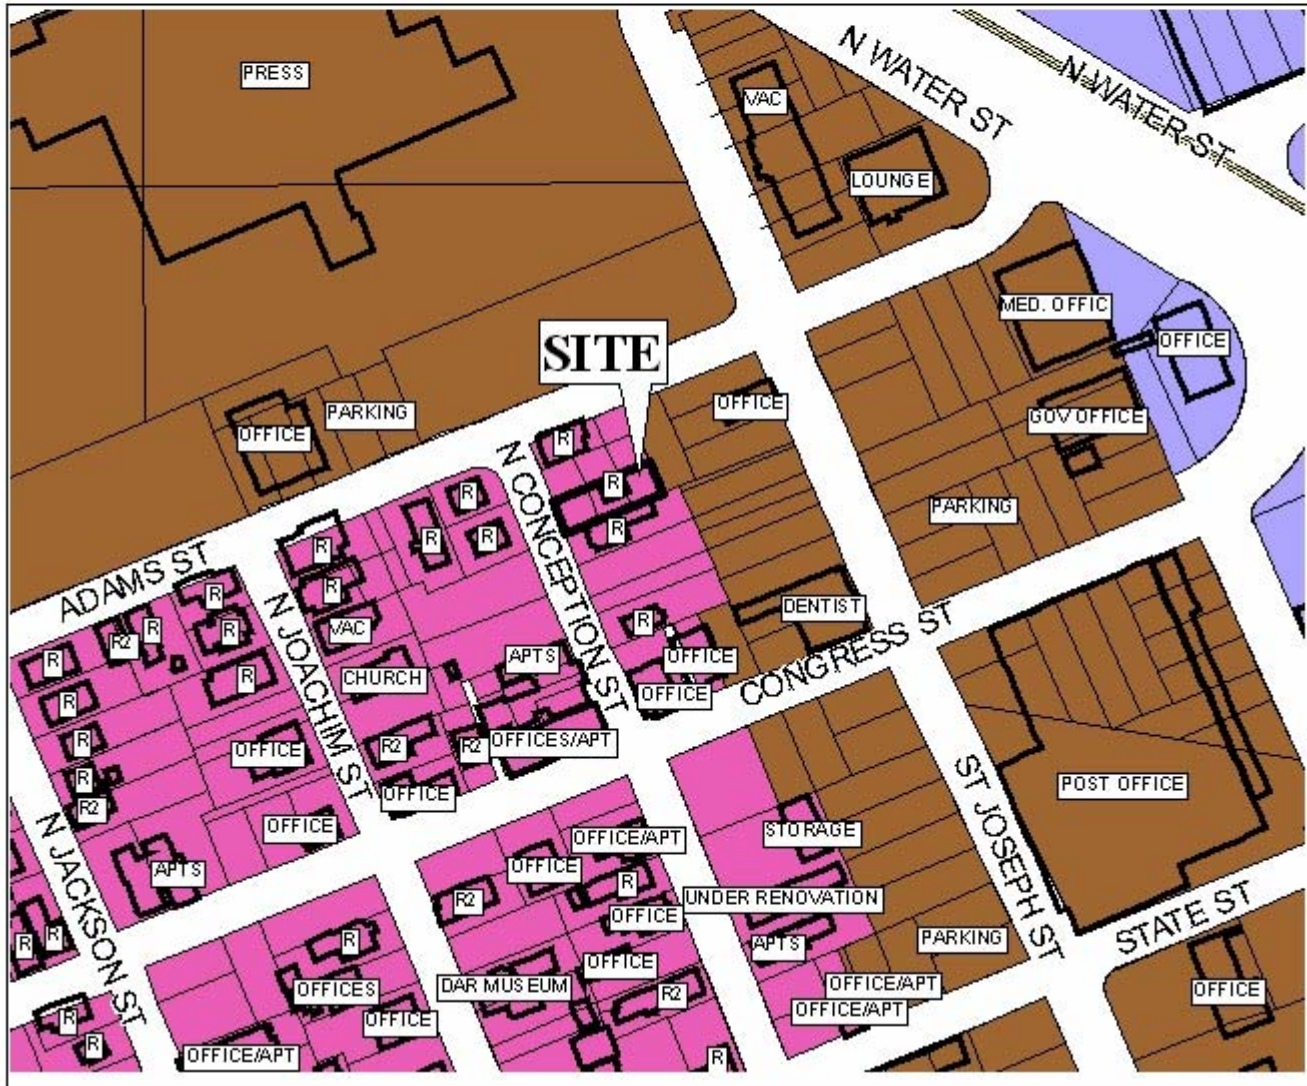 PRESS
VAC
N WATER ST
N WATER ST
LOUNGE
MED. OFFIC
OFFICE
SITE
OFFICE
PARKING
OFFICE
GOV OFFICE
R
N CONCEPTION ST
R
R
R
R
R
R
PARKING
ADAMS ST
R
R
R
R2
R
R
N JOACHIM ST
VAC
CHURCH
APTS
R
OFFICE
OFFICE
DENTIST
CONGRESS ST
R
R
R
R
R
R2
OFFICE
R2
R2
OFFICES/APT
OFFICE
OFFICE
APTS
N JACKSON ST
ST JOSEPH ST
POST OFFICE
STORAGE
OFFICE/APT
OFFICE
R
R2
OFFICE
UNDER RENOVATION
APTS
PARKING
STATE ST
R
R
R
OFFICES
OFFICE
DAR MUSEUM
OFFICE
R2
OFFICE/APT
OFFICE/APT
OFFICE
R
R
OFFICE/APT
R